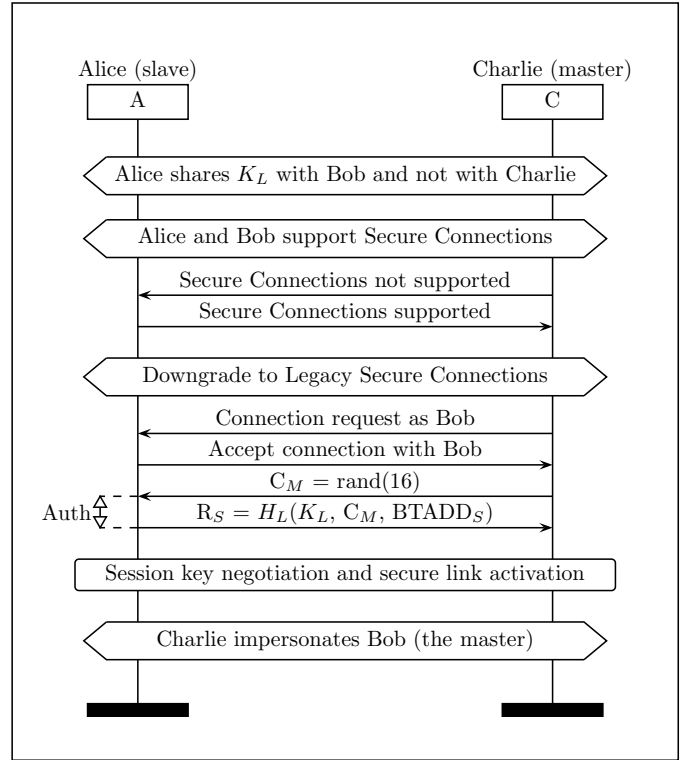 Alice (slave)
Charlie (master)
A
C
Alice shares K_L with Bob and not with Charlie
Alice and Bob support Secure Connections
Secure Connections not supported
Secure Connections supported
Downgrade to Legacy Secure Connections
Connection request as Bob
Accept connection with Bob
C_M = rand(16)
Auth
R_S = H_L(K_L, C_M, BTADD_S)
Session key negotiation and secure link activation
Charlie impersonates Bob (the master)